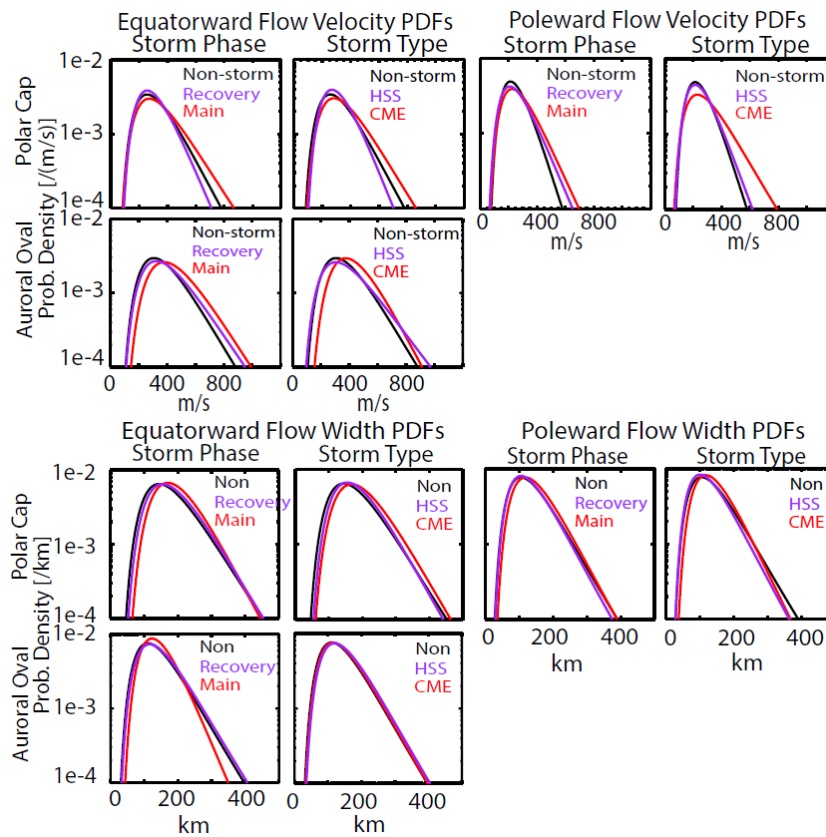 Equatorward Flow Velocity PDFs
Storm Phase Storm Type
Poleward Flow Velocity PDFs
Storm Phase Storm Type
Polar Cap
Auroral Oval
Prob. Density [/(m/s)]
1e-2
1e-3
1e-4
Non-storm
Recovery
Main
Non-storm
HSS
CME
Non-storm
Recovery
Main
Non-storm
HSS
CME
0 400 800
m/s
0 400 800
m/s
1e-2
1e-3
1e-4
Non-storm
Recovery
Main
Non-storm
HSS
CME
0 400 800
m/s
0 400 800
m/s
Equatorward Flow Width PDFs
Storm Phase Storm Type
Poleward Flow Width PDFs
Storm Phase Storm Type
Polar Cap
Auroral Oval
Prob. Density [/km]
1e-2
1e-3
1e-4
Non
Recovery
Main
Non
HSS
CME
Non
Recovery
Main
Non
HSS
CME
0 200 400
km
0 200 400
km
1e-2
1e-3
1e-4
Non
Recovery
Main
Non
HSS
CME
0 200 400
km
0 200 400
km